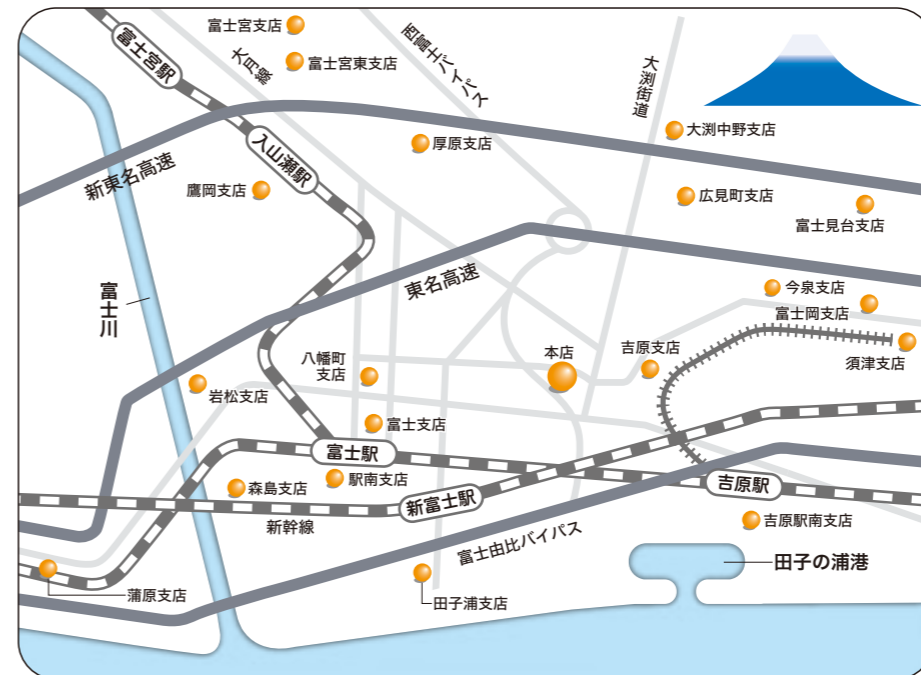 富士宮支店
富士宮東支店
富士宮駅
大月線
西富士バイパス
大渕街道
大渕中野支店
厚原支店
入山瀬駅
新東名高速
鷹岡支店
広見町支店
富士見台支店
東名高速
富士川
今泉支店
富士岡支店
須津支店
本店
吉原支店
八幡町
支店
岩松支店
富士支店
富士駅
駅南支店
森島支店
新幹線
新富士駅
吉原駅
富士由比バイパス
吉原駅南支店
田子の浦港
蒲原支店
田子浦支店